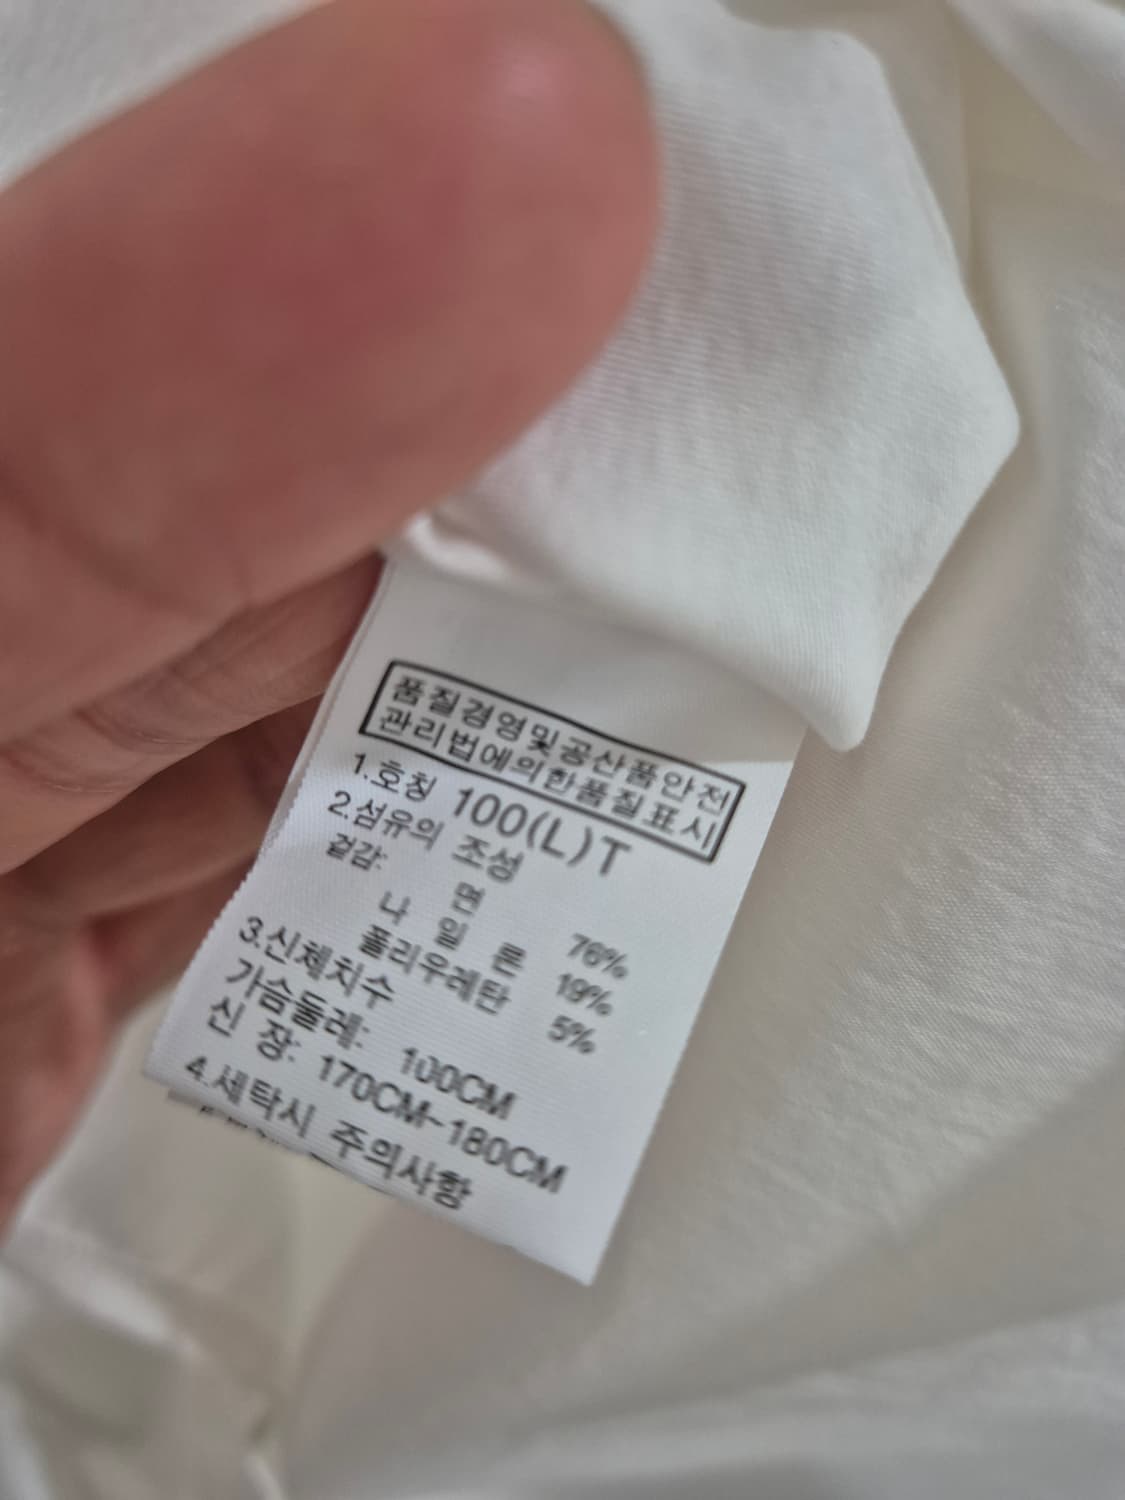 품질경영및공산품안전
관리법에의한품질표시
1.호칭 100(L)T
2.섬유의 조성
겉감:
면 76%
나 일 론 19%
폴리우레탄 5%
3.신체치수
가슴둘레: 100CM
신 장: 170CM-180CM
4.세탁시 주의사항